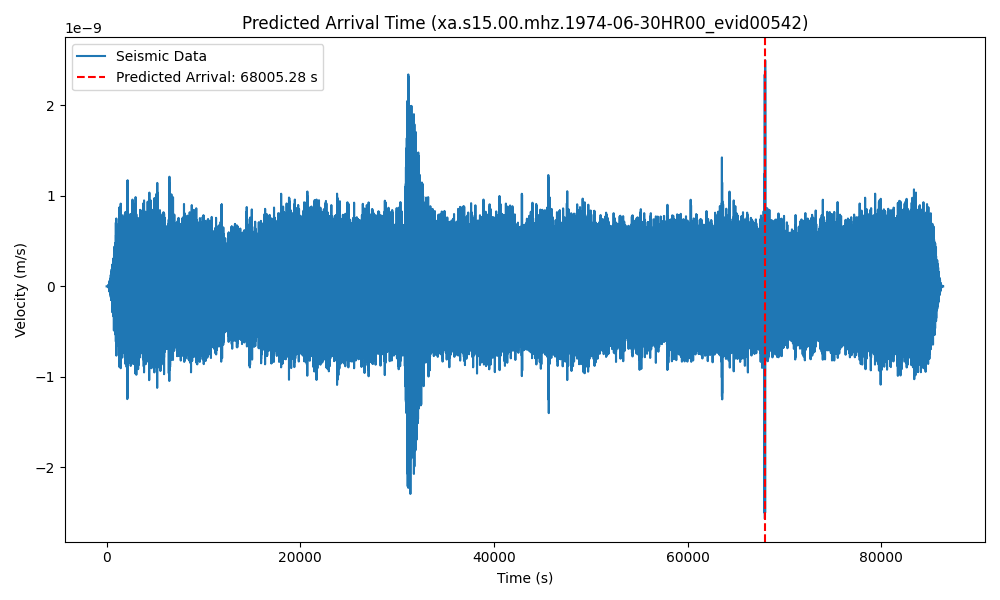 Predicted Arrival Time (xa.s15.00.mhz.1974-06-30HR00_evid00542)
1e−9
Seismic Data
Predicted Arrival: 68005.28 s
2
1
0
−1
−2
Velocity (m/s)
0 20000 40000 60000 80000
Time (s)